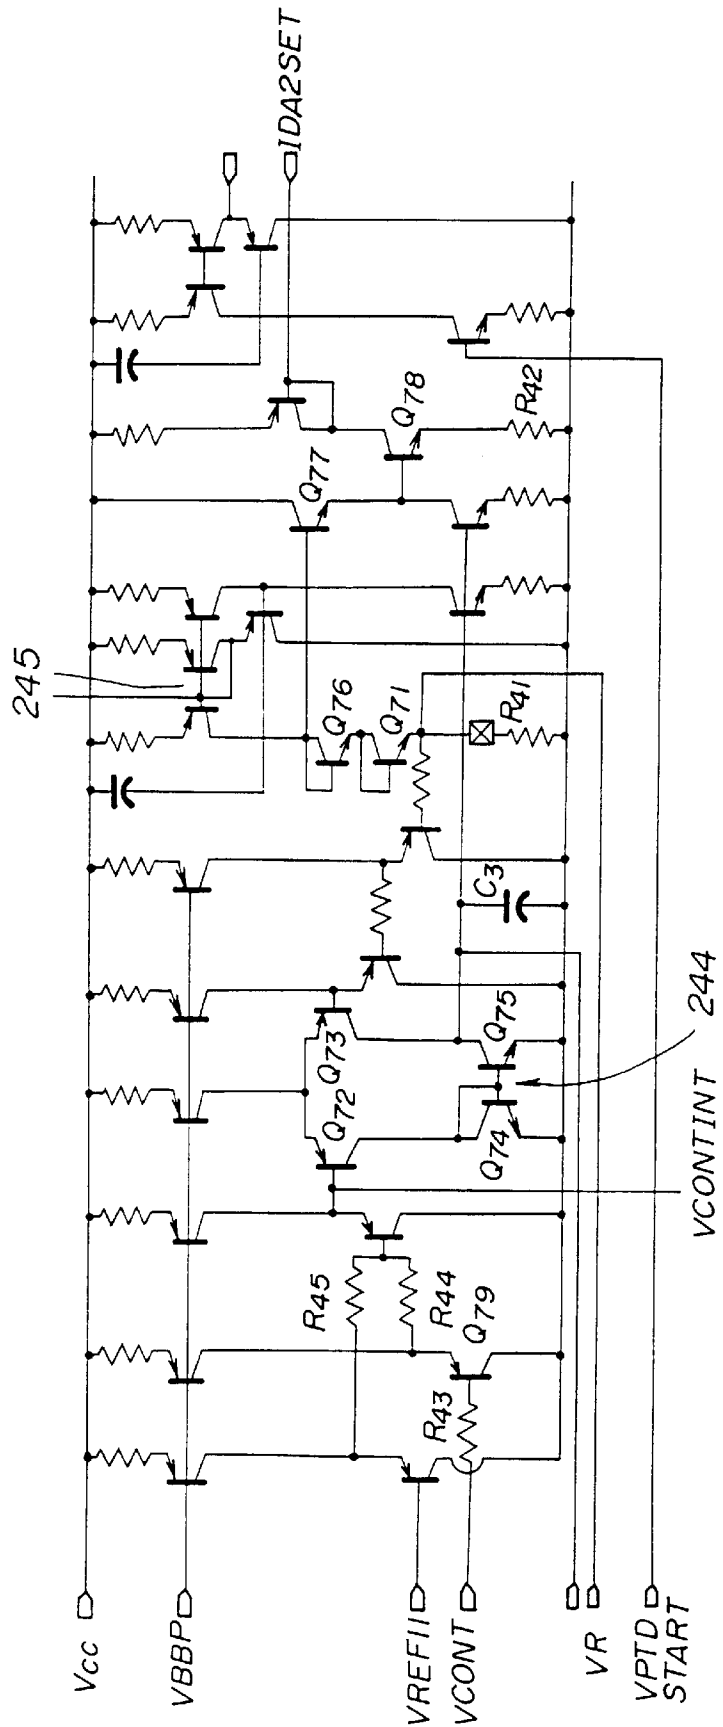 Vcc
VBBP
VREF11
VCONT
VR
VPTD
START
IDA2SET
245
Q78
R42
Q77
Q76
Q71
R41
C3
Q73
Q72
Q75
Q74
244
VCONTINT
R45
R44
Q79
R43